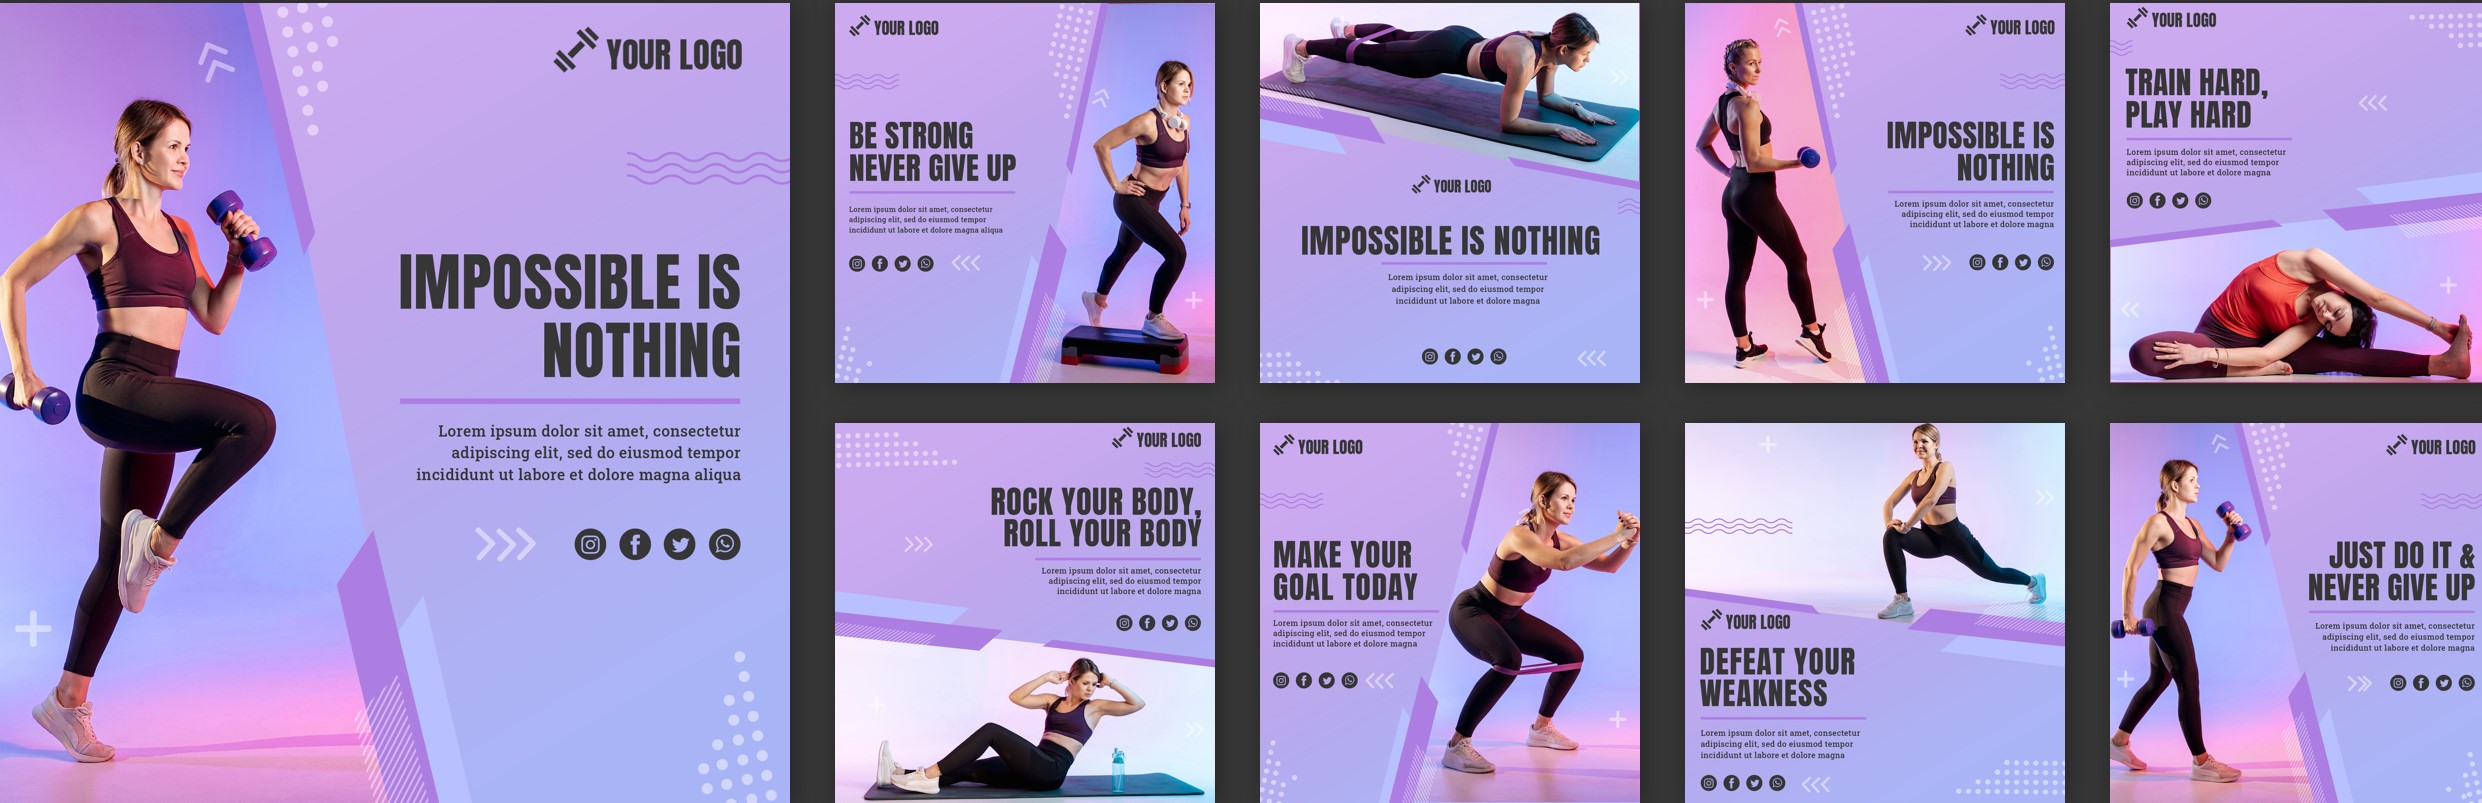 YOUR LOGO
IMPOSSIBLE IS
NOTHING
Lorem ipsum dolor sit amet, consectetur
adipiscing elit, sed do eiusmod tempor
incididunt ut labore et dolore magna aliqua
YOUR LOGO
BE STRONG
NEVER GIVE UP
Lorem ipsum dolor sit amet, consectetur
adipiscing elit, sed do eiusmod tempor
incididunt ut labore et dolore magna aliqua
YOUR LOGO
IMPOSSIBLE IS NOTHING
Lorem ipsum dolor sit amet, consectetur
adipiscing elit, sed do eiusmod tempor
incididunt ut labore et dolore magna
YOUR LOGO
IMPOSSIBLE IS
NOTHING
Lorem ipsum dolor sit amet, consectetur
adipiscing elit, sed do eiusmod tempor
incididunt ut labore et dolore magna
YOUR LOGO
TRAIN HARD,
PLAY HARD
Lorem ipsum dolor sit amet, consectetur
adipiscing elit, sed do eiusmod tempor
incididunt ut labore et dolore magna
YOUR LOGO
ROCK YOUR BODY,
ROLL YOUR BODY
Lorem ipsum dolor sit amet, consectetur
adipiscing elit, sed do eiusmod tempor
incididunt ut labore et dolore magna
YOUR LOGO
MAKE YOUR
GOAL TODAY
Lorem ipsum dolor sit amet, consectetur
adipiscing elit, sed do eiusmod tempor
incididunt ut labore et dolore magna
YOUR LOGO
DEFEAT YOUR
WEAKNESS
Lorem ipsum dolor sit amet, consectetur
adipiscing elit, sed do eiusmod tempor
incididunt ut labore et dolore magna
YOUR LOGO
JUST DO IT &
NEVER GIVE UP
Lorem ipsum dolor sit amet, consectetur
adipiscing elit, sed do eiusmod tempor
incididunt ut labore et dolore magna